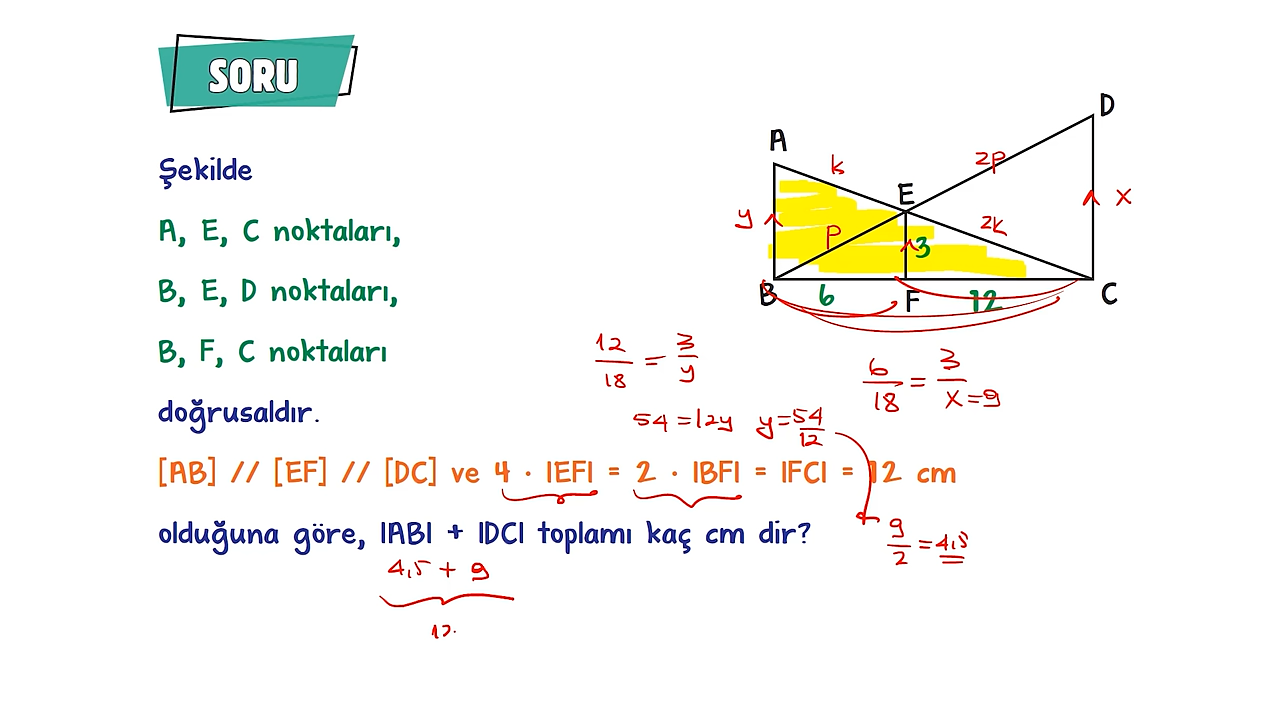 SORU
Şekilde
A, E, C noktaları,
B, E, D noktaları,
B, F, C noktaları
doğrusaldır.
[AB] // [EF] // [DC] ve 4 · |EF| = 2 · |BF| = |FC| = 12 cm
olduğuna göre, |AB| + |DC| toplamı kaç cm dir?
4,5 + 9
D
A
k
2p
E
x
y
p
2k
3
B
6
F
12
C
12/18 = 3/y
6/18 = 3/x=9
54 = 12y y = 54/12
9/2 = 4,5